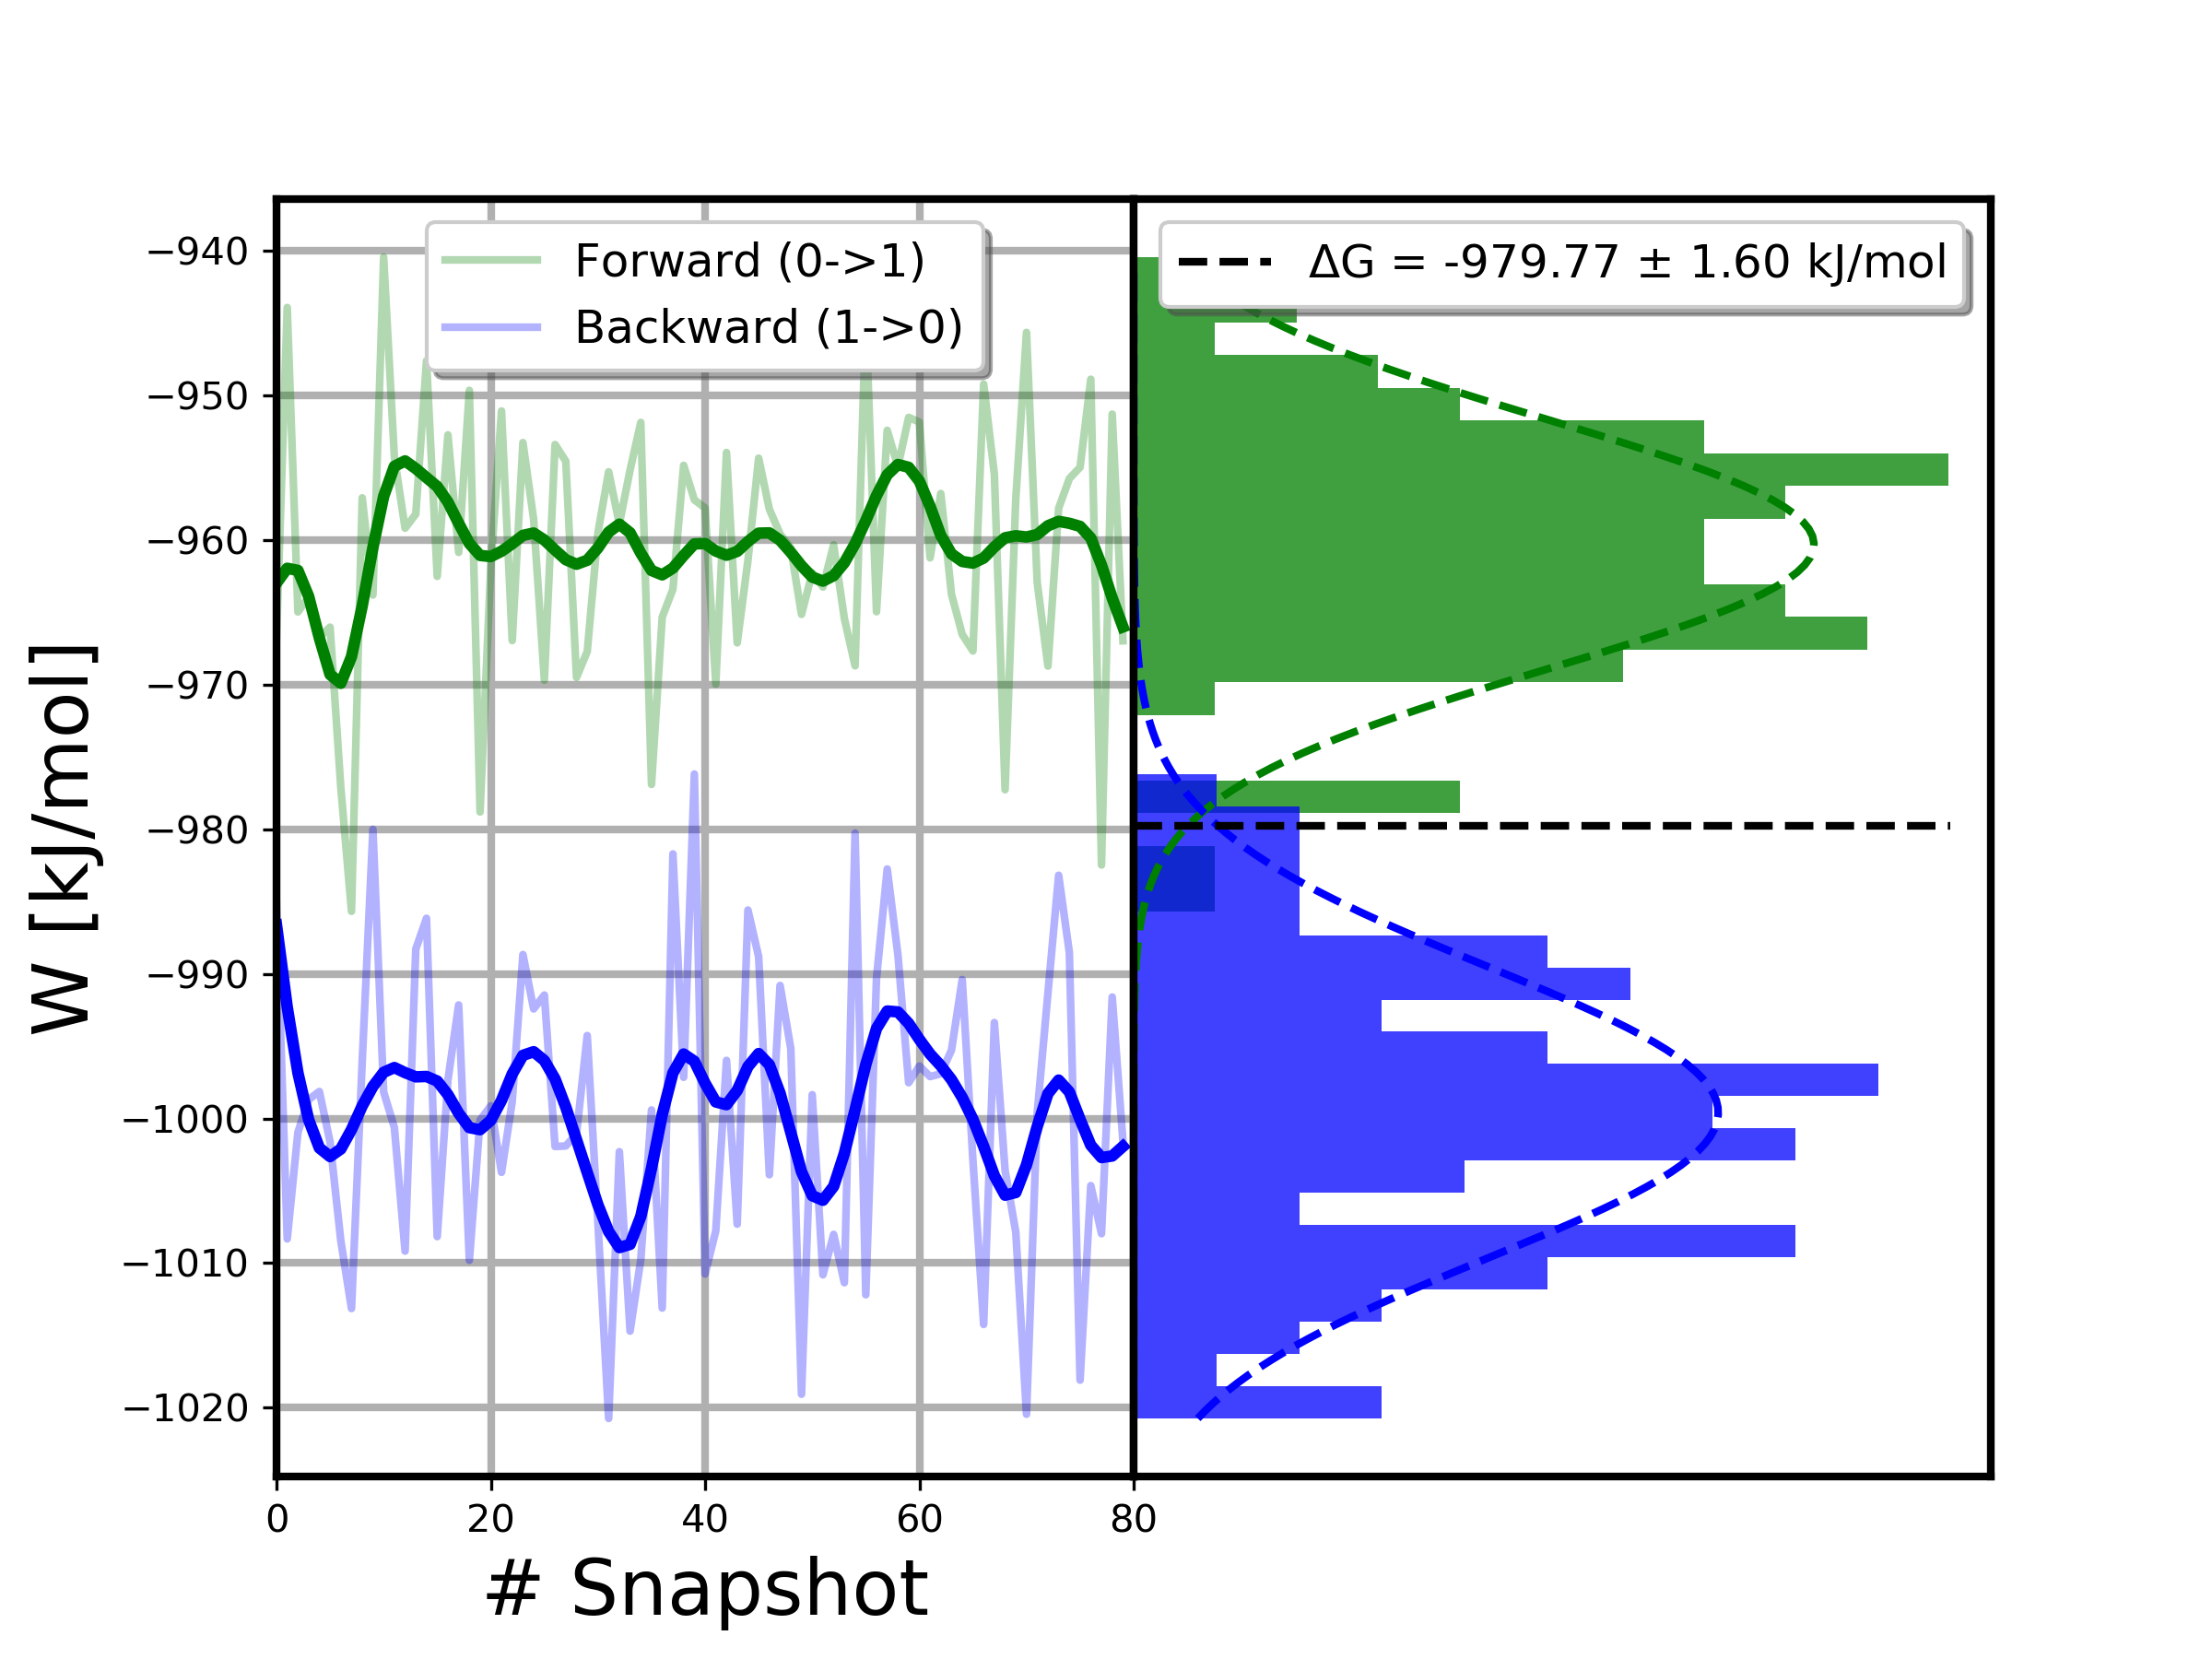 Forward (0->1)
Backward (1->0)
ΔG = -979.77 ± 1.60 kJ/mol
W [kJ/mol]
−940
−950
−960
−970
−980
−990
−1000
−1010
−1020
0 20 40 60 80
# Snapshot